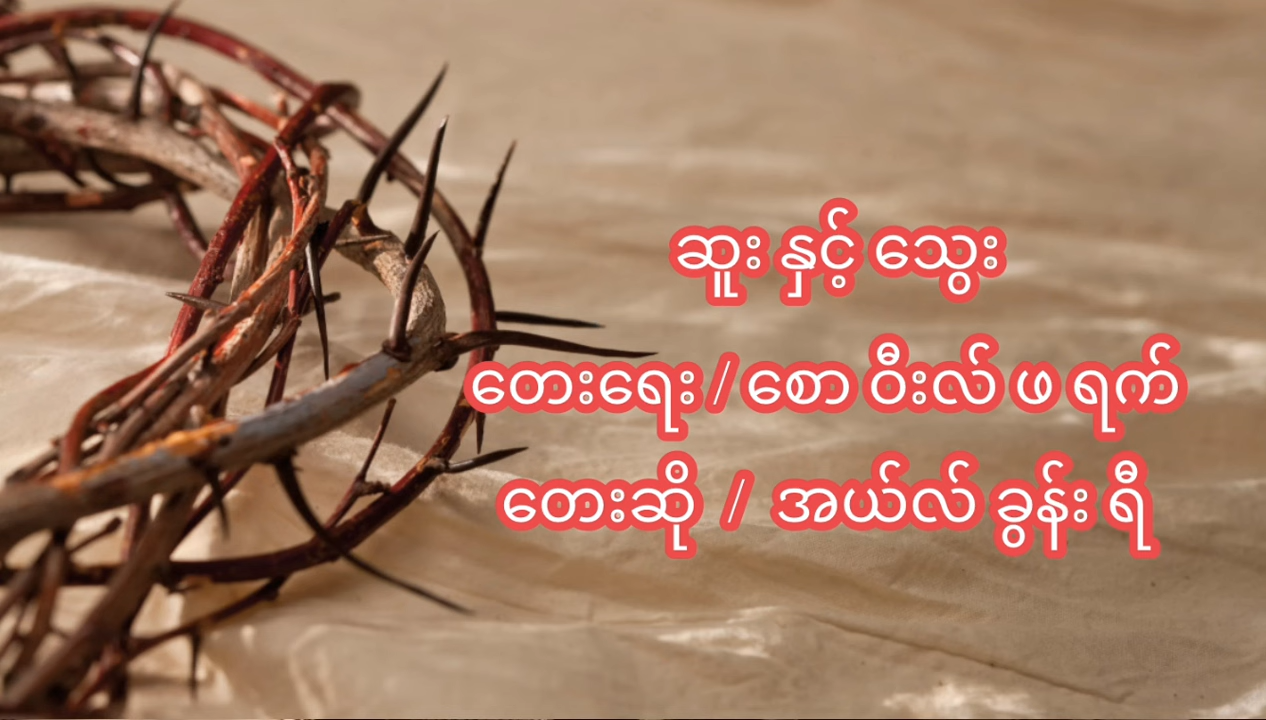 ဆူး နှင့် သွေး
တေးရေး / စော ဝီးလ် ဖ ရက်
တေးဆို / အယ်လ် ခွန်း ရီ